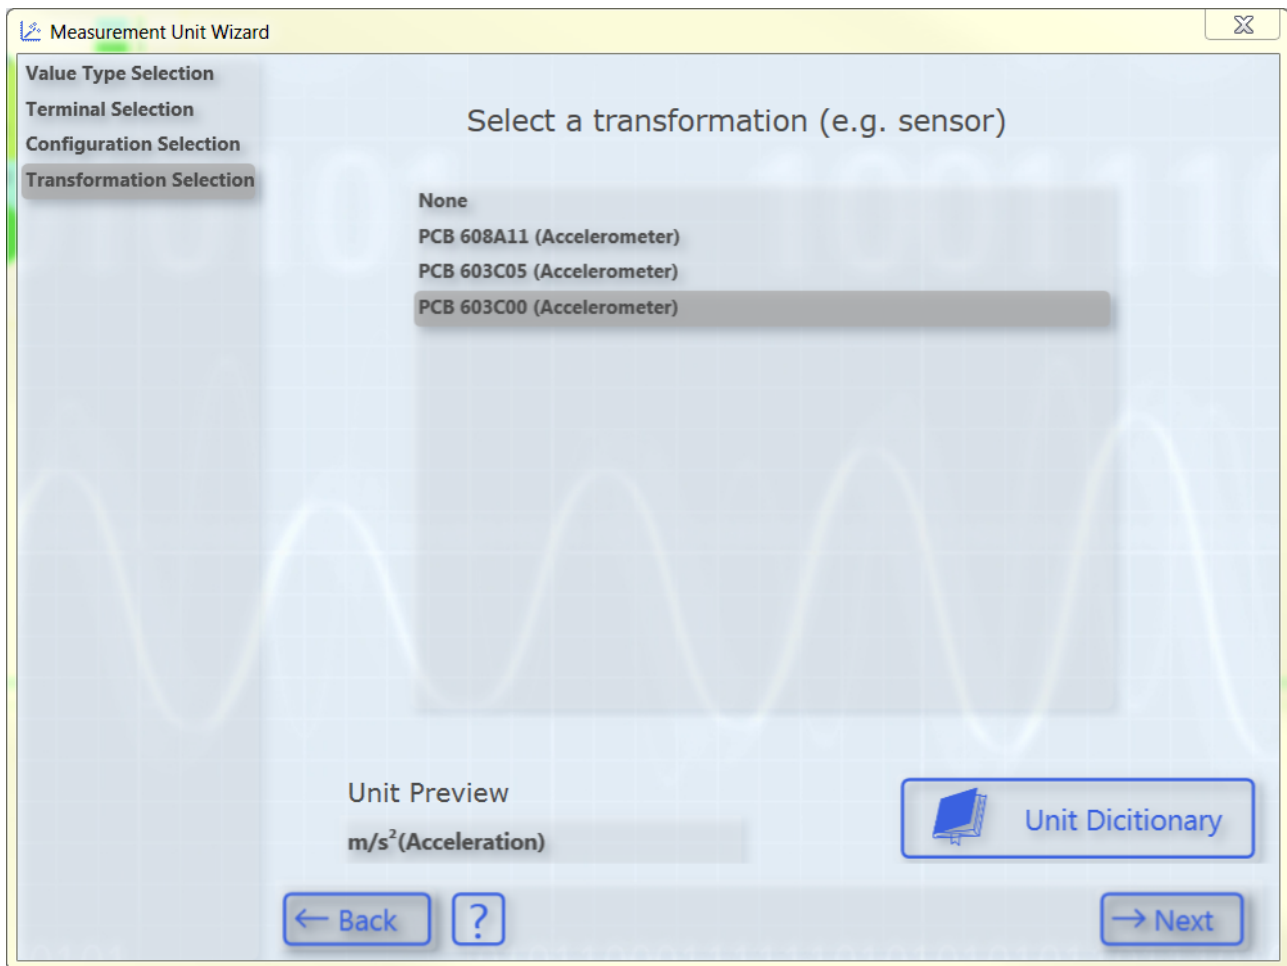 Measurement Unit Wizard
Value Type Selection
Terminal Selection
Configuration Selection
Transformation Selection
Select a transformation (e.g. sensor)
None
PCB 608A11 (Accelerometer)
PCB 603C05 (Accelerometer)
PCB 603C00 (Accelerometer)
Unit Preview
m/s²(Acceleration)
Unit Dicitionary
← Back
?
→ Next